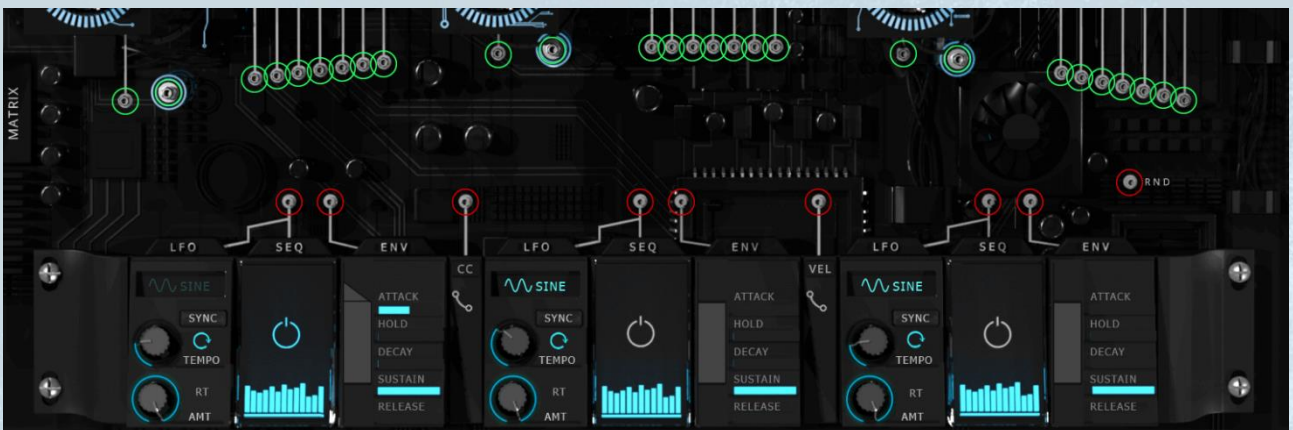 MATRIX
RND
LFO SEQ ENV CC LFO SEQ ENV VEL LFO SEQ ENV
SINE SINE SINE
ATTACK ATTACK ATTACK
SYNC HOLD SYNC HOLD SYNC HOLD
TEMPO DECAY TEMPO DECAY TEMPO DECAY
RT SUSTAIN RT SUSTAIN RT SUSTAIN
AMT RELEASE AMT RELEASE AMT RELEASE